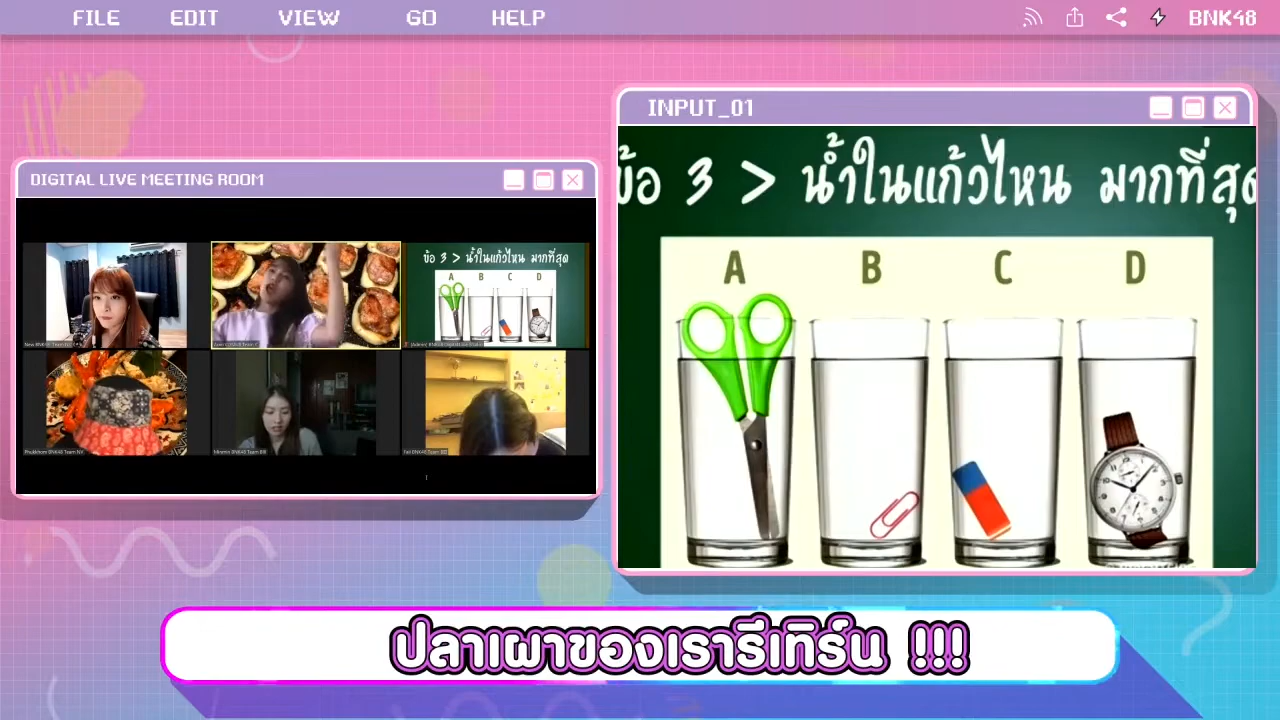 FILE EDIT VIEW GO HELP BNK48
INPUT_01
DIGITAL LIVE MEETING ROOM
ข้อ 3 > น้ำในแก้วไหน มากที่สุด
A B C D
ข้อ 3 > น้ำในแก้วไหน มากที่สุด
A B C D
ปลาเผาของเรารีเทิร์น !!!